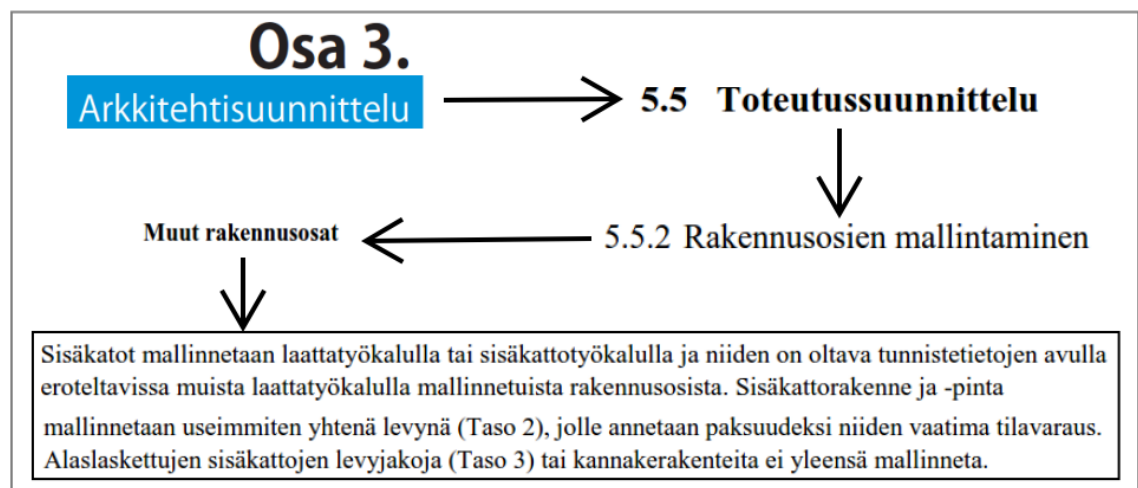 Osa 3.
Arkkitehtisuunnittelu
5.5 Toteutussuunnittelu
5.5.2 Rakennusosien mallintaminen
Muut rakennusosat
Sisäkatot mallinnetaan laattatyökalulla tai sisäkattotyökalulla ja niiden on oltava tunnistetietojen avulla
eroteltavissa muista laattatyökalulla mallinnetuista rakennusosista. Sisäkattorakenne ja -pinta
mallinnetaan useimmiten yhtenä levynä (Taso 2), jolle annetaan paksuudeksi niiden vaatima tilavaraus.
Alaslaskettujen sisäkattojen levyjakoja (Taso 3) tai kannakerakenteita ei yleensä mallinneta.